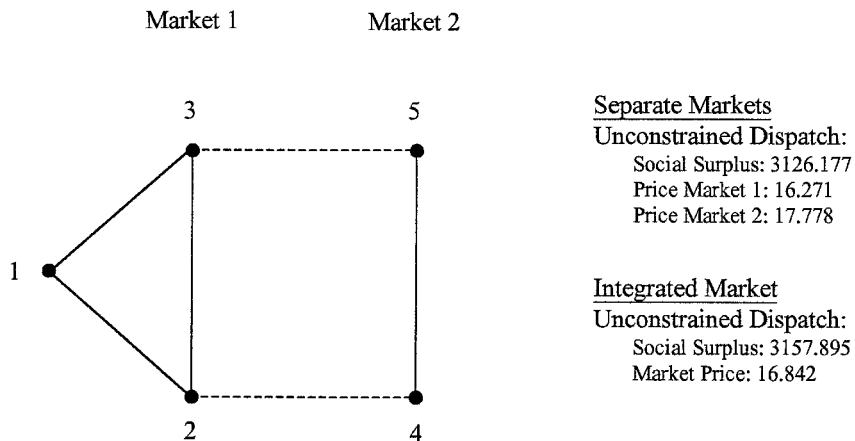 Market 1
Market 2
3
5
1
2
4
Separate Markets
Unconstrained Dispatch:
Social Surplus: 3126.177
Price Market 1: 16.271
Price Market 2: 17.778
Integrated Market
Unconstrained Dispatch:
Social Surplus: 3157.895
Market Price: 16.842